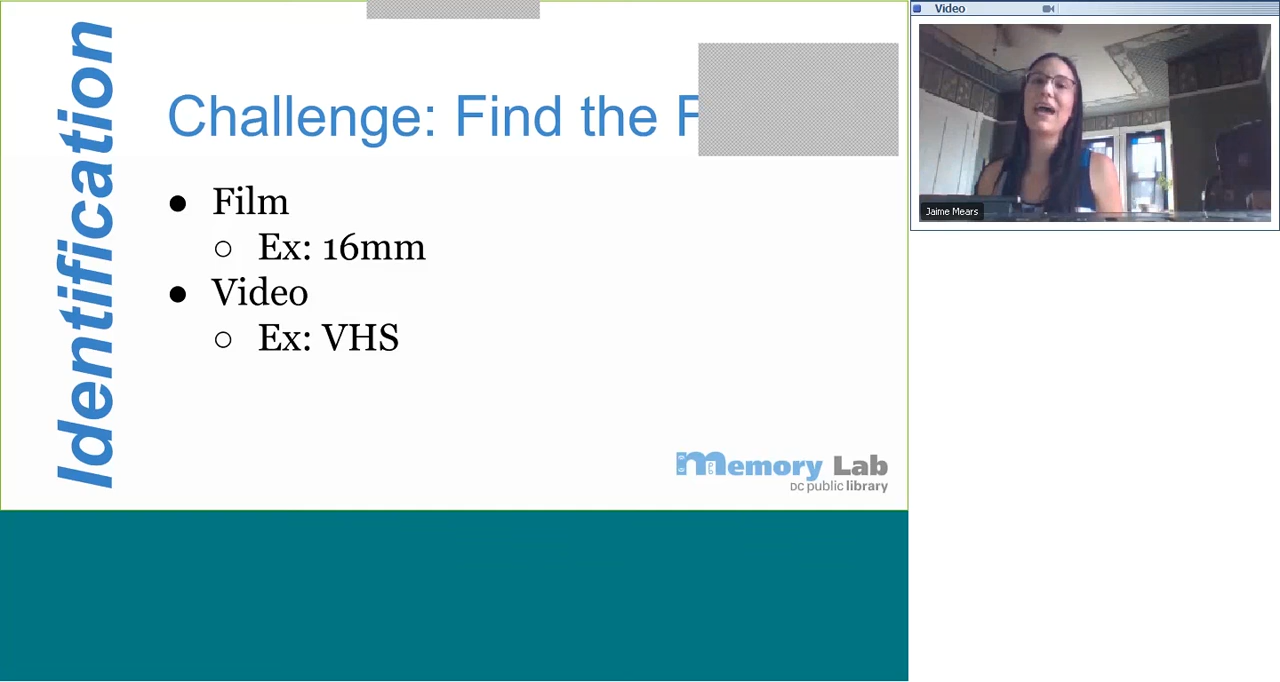 Identification
Challenge: Find the F
● Film
○ Ex: 16mm
● Video
○ Ex: VHS
memory Lab
DC public library
Video
Jaime Mears